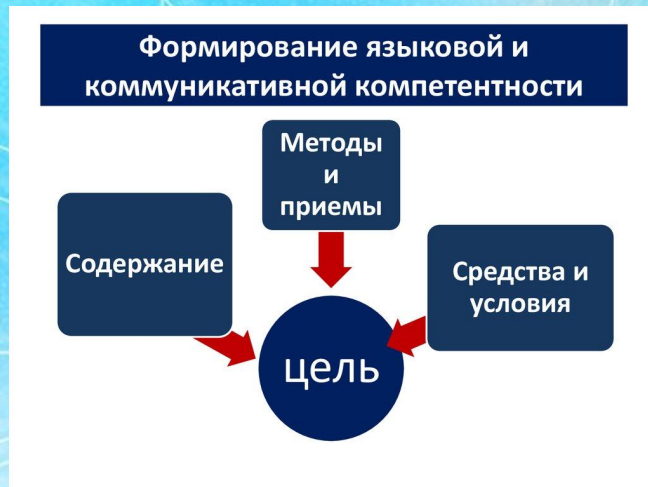 Формирование языковой и
коммуникативной компетентности
Методы
и
приемы
Содержание
Средства и
условия
цель